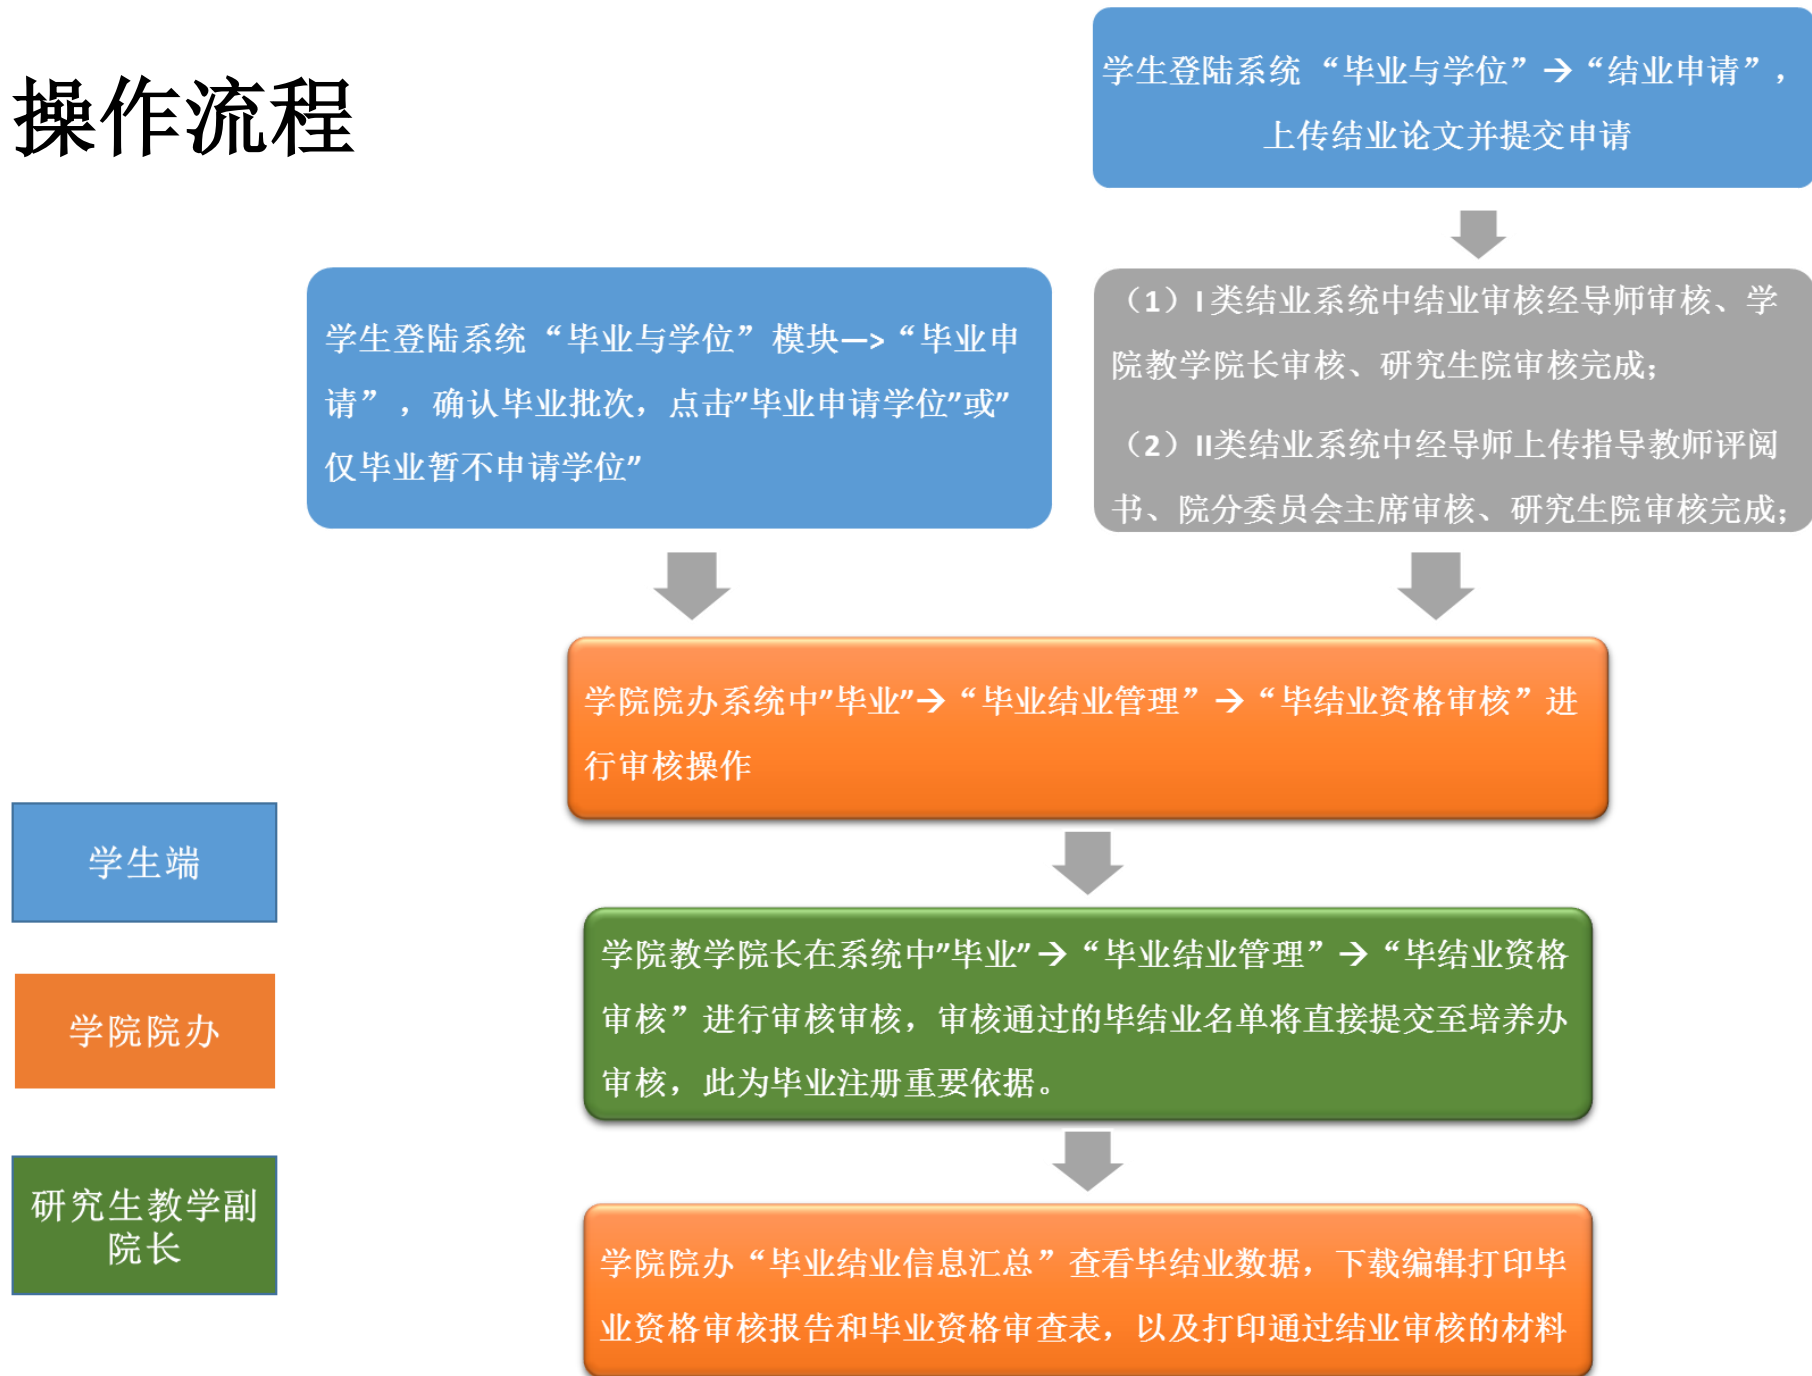 操作流程
学生登陆系统“毕业与学位”→“结业申请”，
上传结业论文并提交申请
学生登陆系统“毕业与学位”模块—>“毕业申
请”，确认毕业批次，点击”毕业申请学位”或”
仅毕业暂不申请学位”
（1）I 类结业系统中结业审核经导师审核、学
院教学院长审核、研究生院审核完成；
（2）II类结业系统中经导师上传指导教师评阅
书、院分委员会主席审核、研究生院审核完成；
学院院办系统中”毕业”→“毕业结业管理”→“毕结业资格审核”进
行审核操作
学院教学院长在系统中”毕业”→“毕业结业管理”→“毕结业资格
审核”进行审核审核，审核通过的毕结业名单将直接提交至培养办
审核，此为毕业注册重要依据。
学院院办“毕业结业信息汇总”查看毕结业数据，下载编辑打印毕
业资格审核报告和毕业资格审查表，以及打印通过结业审核的材料
学生端
学院院办
研究生教学副
院长